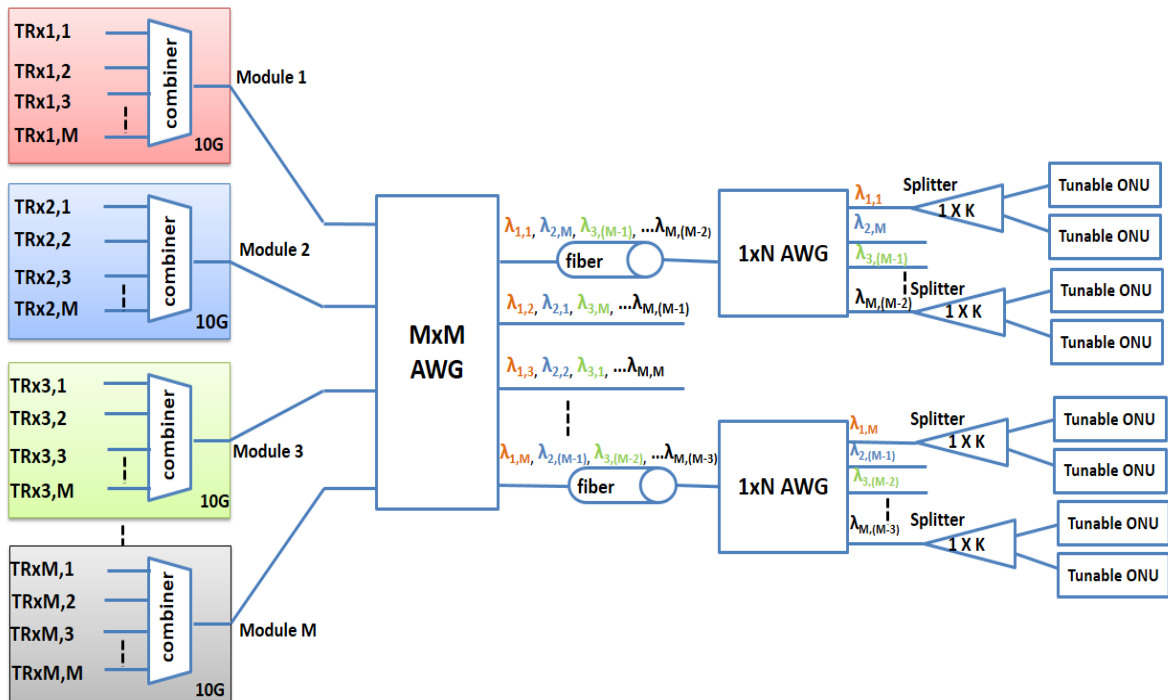 TRx1,1
TRx1,2
TRx1,3
TRx1,M
combiner
10G
Module 1
TRx2,1
TRx2,2
TRx2,3
TRx2,M
combiner
10G
Module 2
TRx3,1
TRx3,2
TRx3,3
TRx3,M
combiner
10G
Module 3
TRxM,1
TRxM,2
TRxM,3
TRxM,M
combiner
10G
Module M
MxM
AWG
λ1,1, λ2,M, λ3,(M-1), ...λM,(M-2)
fiber
λ1,2, λ2,1, λ3,M, ...λM,(M-1)
λ1,3, λ2,2, λ3,1, ...λM,M
λ1,M, λ2,(M-1), λ3,(M-2), ...λM,(M-3)
fiber
1xN AWG
λ1,1
λ2,M
λ3,(M-1)
λM,(M-2)
Splitter
1 X K
Tunable ONU
Tunable ONU
Splitter
1 X K
Tunable ONU
Tunable ONU
1xN AWG
λ1,M
λ2,(M-1)
λ3,(M-2)
λM,(M-3)
Splitter
1 X K
Tunable ONU
Tunable ONU
Splitter
1 X K
Tunable ONU
Tunable ONU